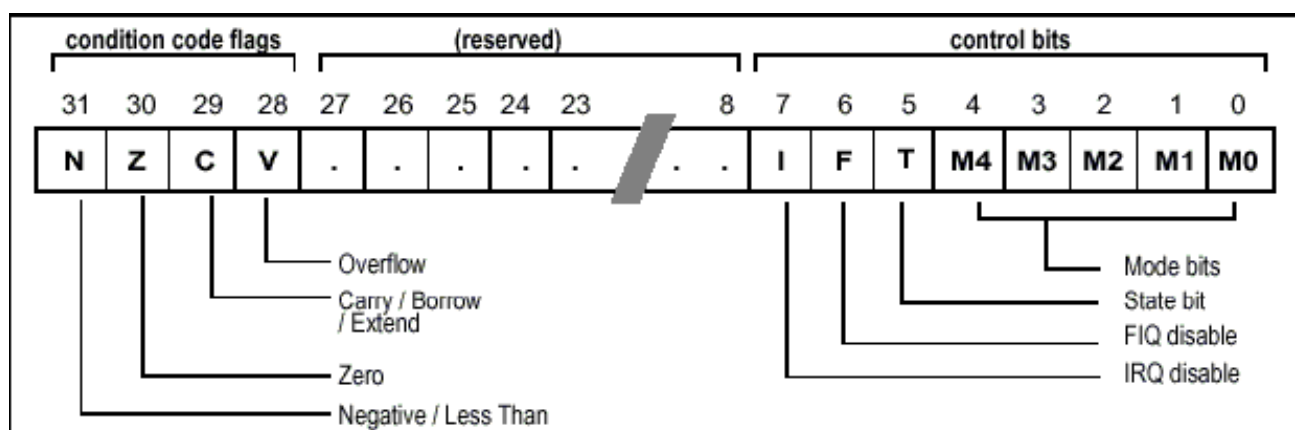 condition code flags (reserved) control bits
31 30 29 28 27 26 25 24 23 8 7 6 5 4 3 2 1 0
N Z C V . . . . . . . I F T M4 M3 M2 M1 M0
Overflow
Carry / Borrow
/ Extend
Zero
Negative / Less Than
Mode bits
State bit
FIQ disable
IRQ disable